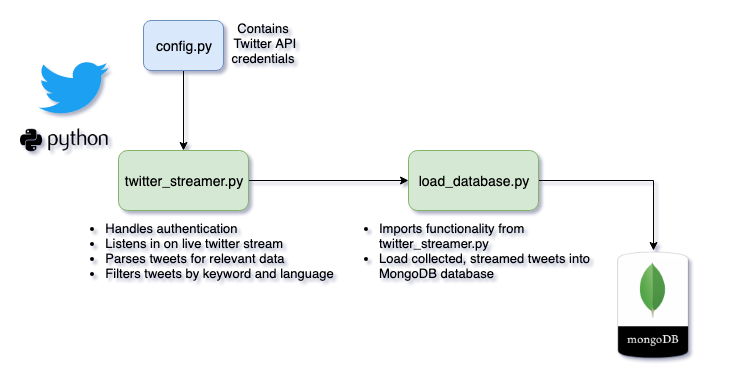 config.py
Contains
Twitter API
credentials
python
twitter_streamer.py
• Handles authentication
• Listens in on live twitter stream
• Parses tweets for relevant data
• Filters tweets by keyword and language
load_database.py
• Imports functionality from
twitter_streamer.py
• Load collected, streamed tweets into
MongoDB database
mongoDB